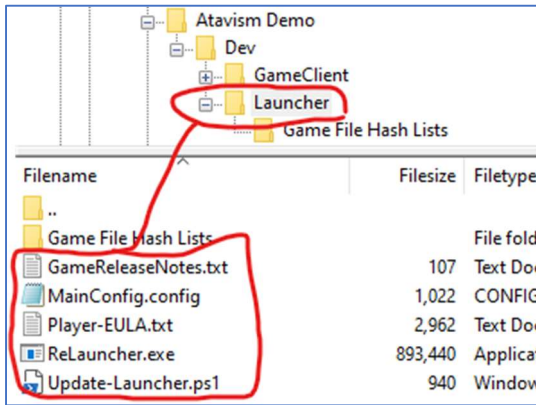 Atavism Demo
Dev
GameClient
Launcher
Game File Hash Lists
Filename Filesize Filetype
..
Game File Hash Lists File fold
GameReleaseNotes.txt 107 Text Doc
MainConfig.config 1,022 CONFIG
Player-EULA.txt 2,962 Text Doc
ReLauncher.exe 893,440 Applicat
Update-Launcher.ps1 940 Window